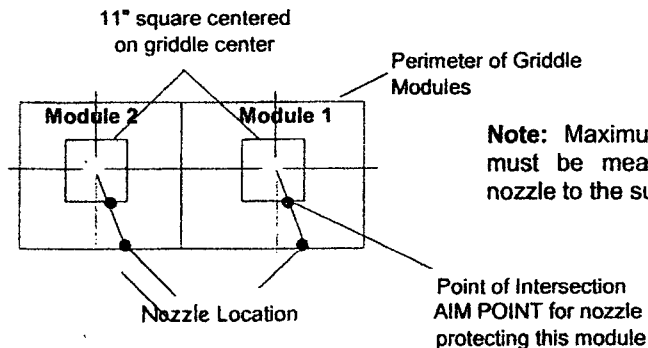 11" square centered
on griddle center
Perimeter of Griddle
Modules
Module 2
Module 1
Note: Maximu
must be mea
nozzle to the su
Point of Intersection
AIM POINT for nozzle
protecting this module
Nozzle Location